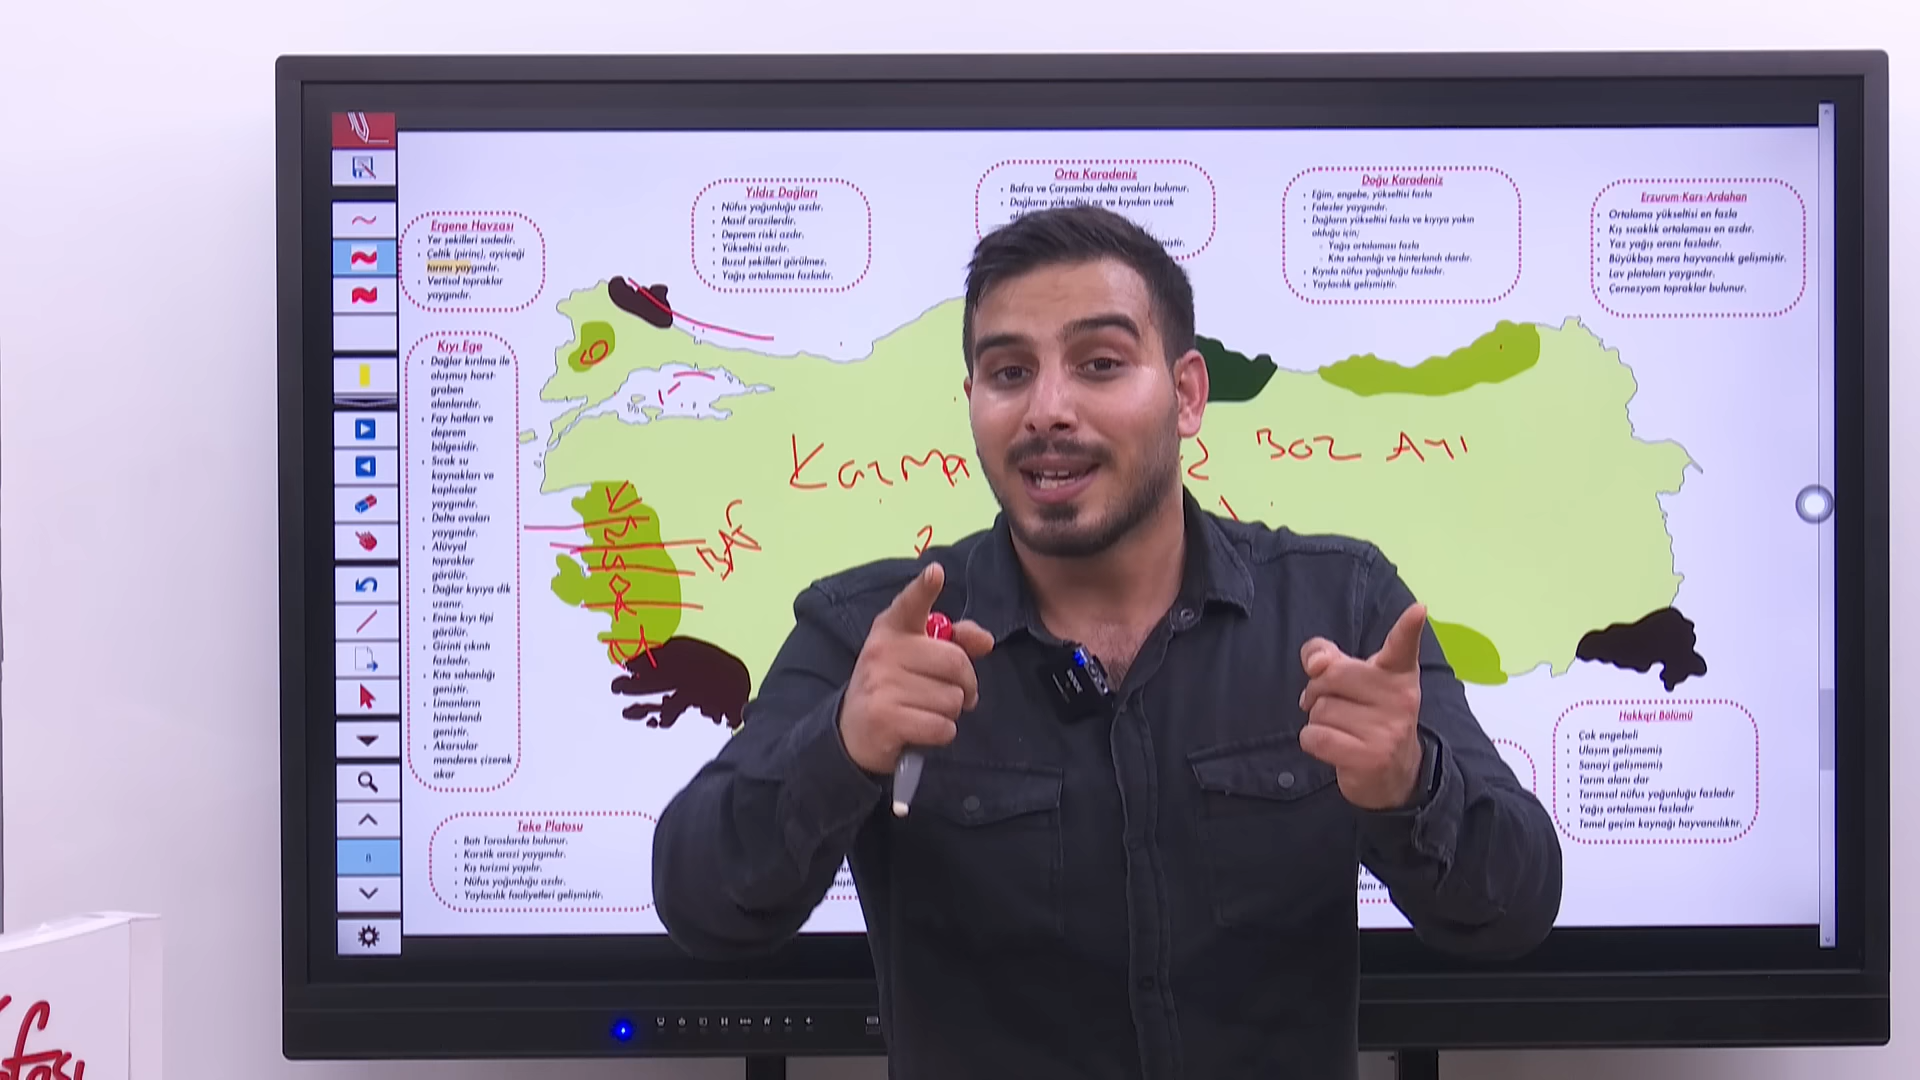 Ergene Havzası
Yer şekilleri sadedir.
Çeltik (pirinç), ayçiçeği
tarımı yaygındır.
Vertisol topraklar
yaygındır.
Yıldız Dağları
Nüfus yoğunluğu azdır.
Masif arazilerdir.
Deprem riski azdır.
Yükseltisi azdır.
Buzul şekilleri görülmez.
Yağış ortalaması fazladır.
Orta Karadeniz
Bafra ve Çarşamba delta ovaları bulunur.
Dağların yükseltisi az ve kıyıdan uzak
Doğu Karadeniz
Eğim, engebe, yükseltisi fazla
Falezler yaygındır.
Dağların yükseltisi fazla ve kıyıya yakın
olduğu için;
- Yağış ortalaması fazla
- Kıta sahanlığı ve hinterlandı dardır.
Kıyıda nüfus yoğunluğu fazladır.
Yaylacılık gelişmiştir.
Erzurum-Kars-Ardahan
Ortalama yükseltisi en fazla
Kış sıcaklık ortalaması en azdır.
Yaz yağış oranı fazladır.
Büyükbaş mera hayvancılık gelişmiştir.
Lav platoları yaygındır.
Çernezyom topraklar bulunur.
Kıyı Ege
Dağlar kırılma ile
oluşmuş horst-
graben
alanlarıdır.
Fay hatları ve
deprem
bölgesidir.
Sıcak su
kaynakları ve
kaplıcalar
yaygındır.
Delta ovaları
yaygındır.
Alüvyal
topraklar
görülür.
Dağlar kıyıya dik
uzanır.
Enine kıyı tipi
görülür.
Girinti çıkıntı
fazladır.
Kıta sahanlığı
geniştir.
Limanların
hinterlandı
geniştir.
Akarsular
menderes çizerek
akar
Kazma
Boz Ayı
Teke Platosu
Batı Toroslarda bulunur.
Karstik arazi yaygındır.
Kış turizmi yapılır.
Nüfus yoğunluğu azdır.
Yaylacılık faaliyetleri gelişmiştir.
Hakkari Bölümü
Çok engebeli
Ulaşım gelişmemiş
Sanayi gelişmemiş
Tarım alanı dar
Tarımsal nüfus yoğunluğu fazladır
Yağış ortalaması fazladır
Temel geçim kaynağı hayvancılıktır.